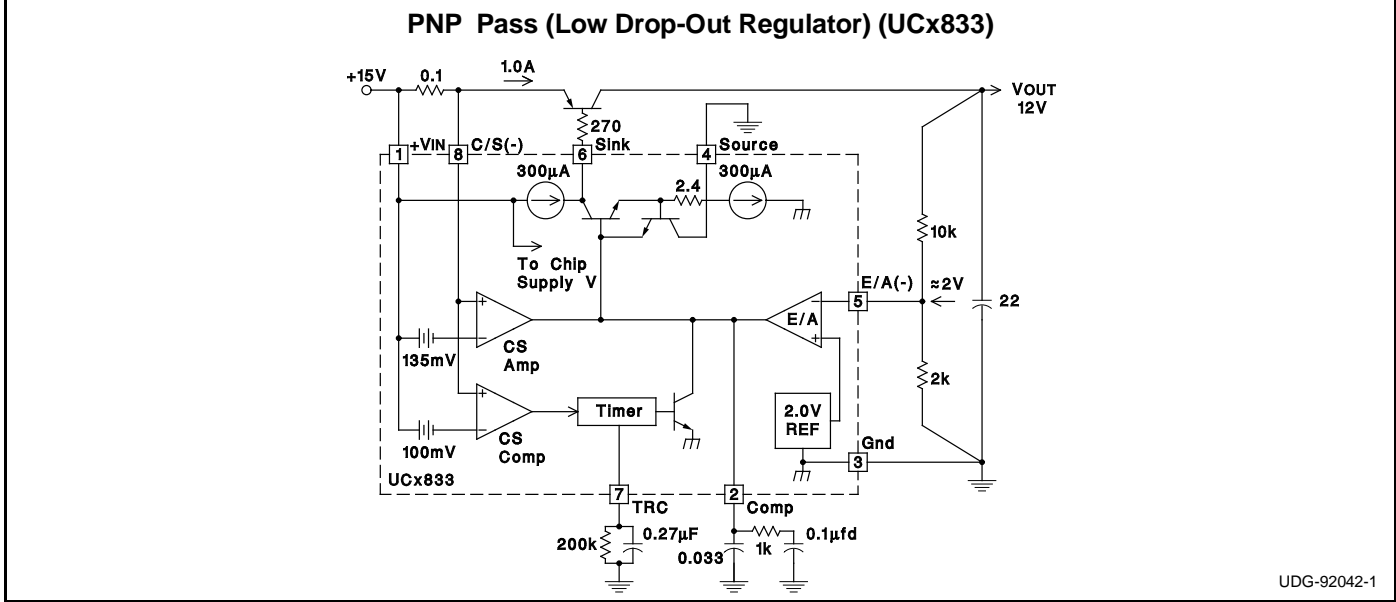 PNP Pass (Low Drop-Out Regulator) (UCx833)
+15V
0.1
1.0A
VOUT
12V
270
1
+VIN
8
C/S(-)
6
Sink
4
Source
300µA
2.4
300µA
10k
To Chip
Supply V
E/A(-)
≈2V
5
22
+
-
135mV
CS
Amp
E/A
-
+
2k
+
-
100mV
CS
Comp
Timer
2.0V
REF
Gnd
3
UCx833
7
TRC
2
Comp
200k
0.27µF
0.033
1k
0.1µfd
UDG-92042-1